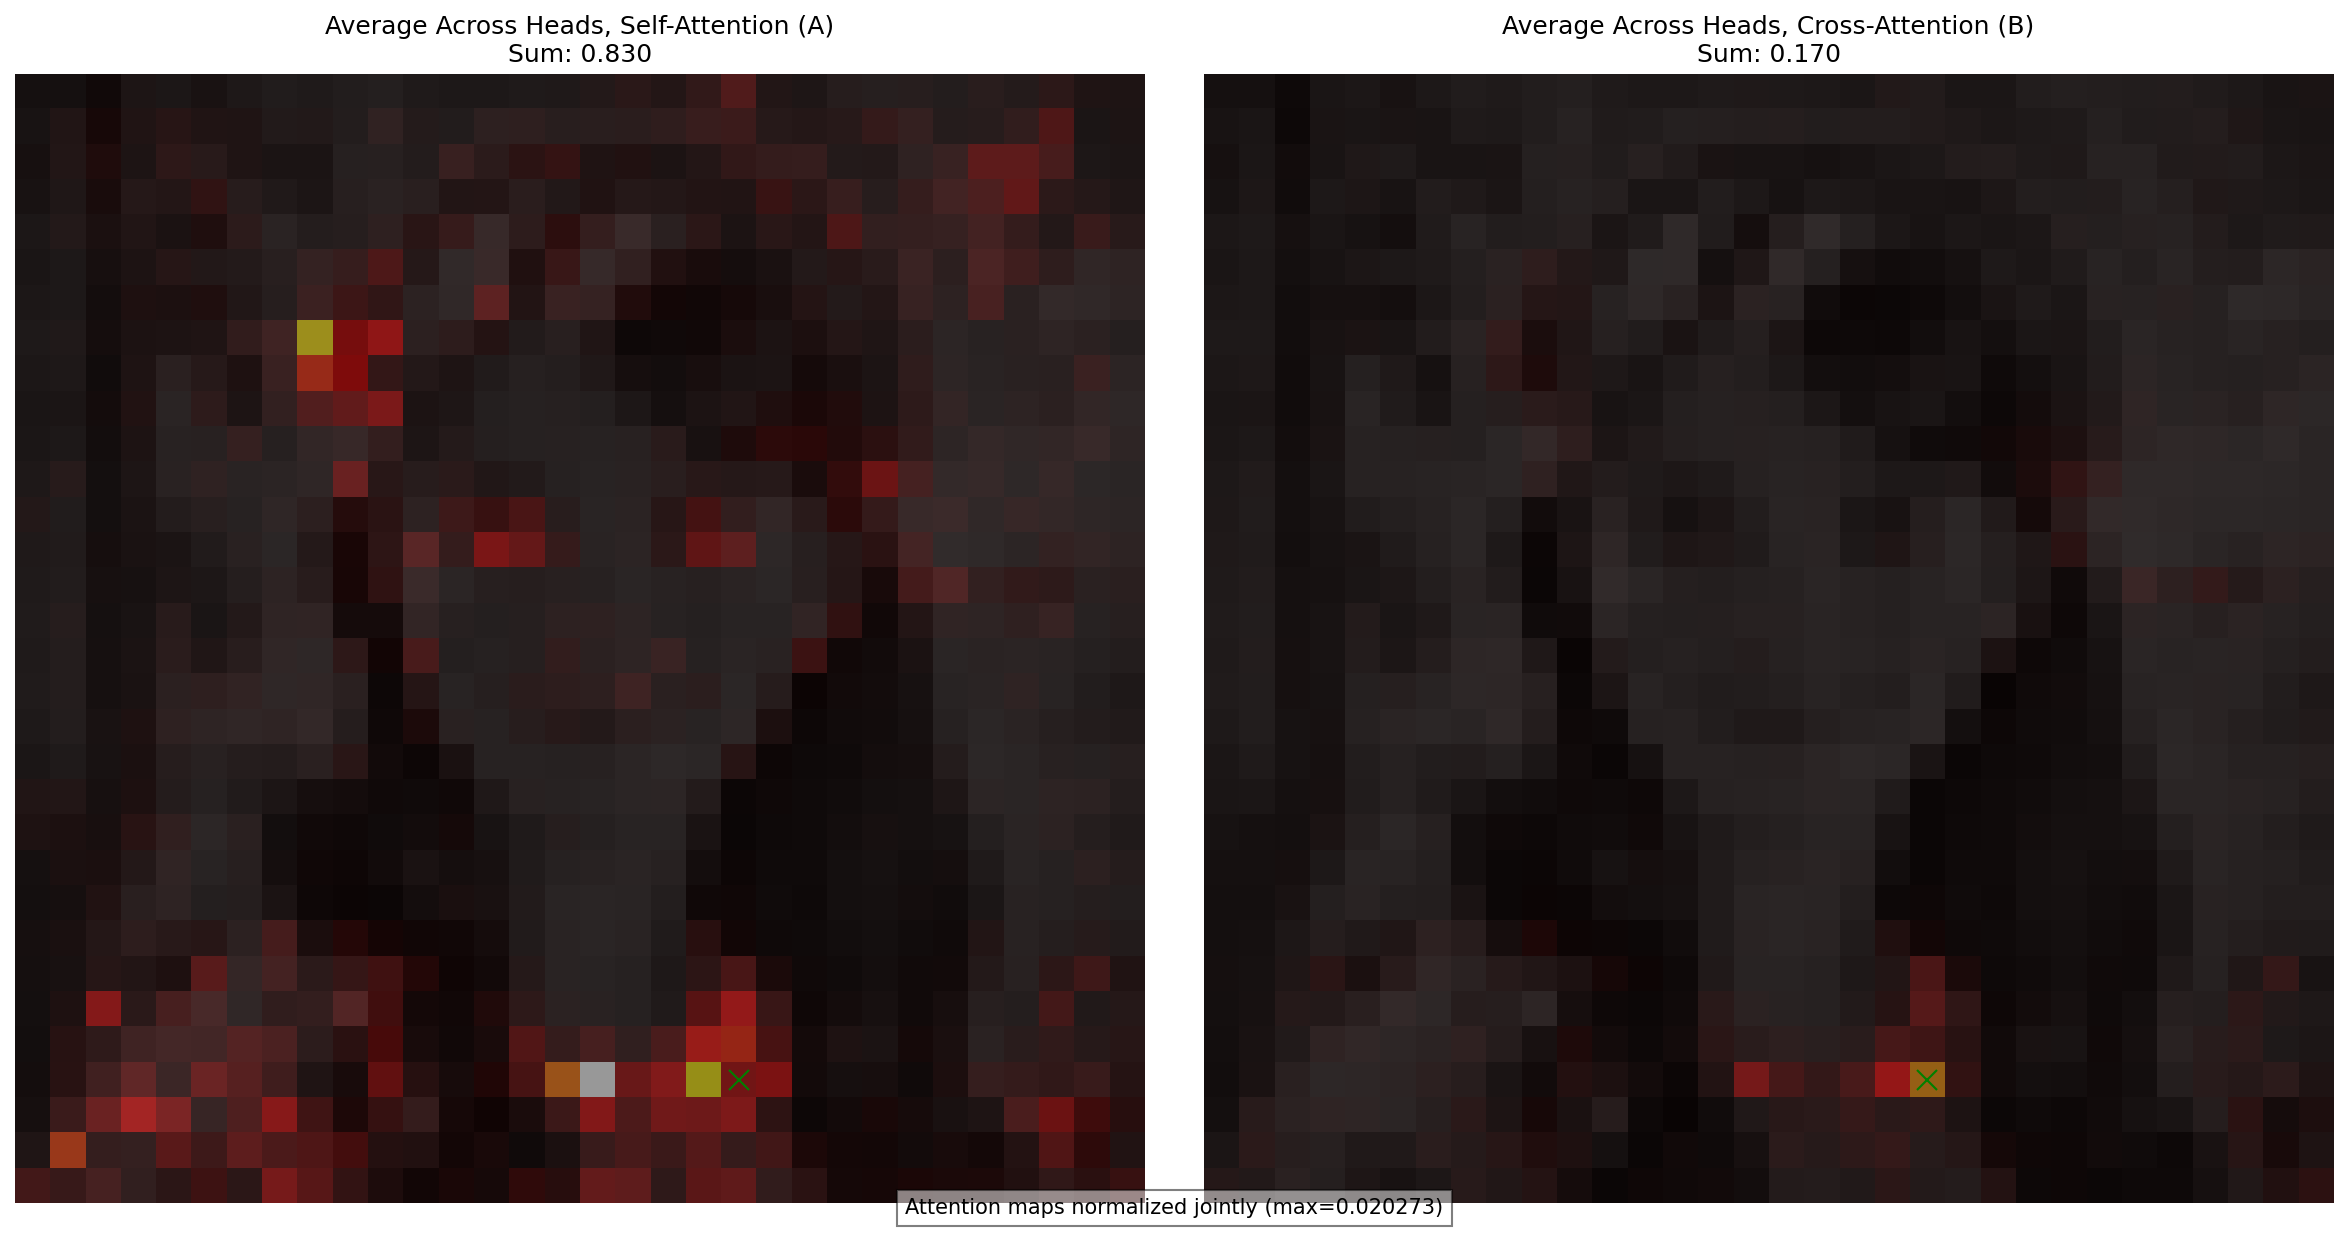 Average Across Heads, Self-Attention (A)
Sum: 0.830
Average Across Heads, Cross-Attention (B)
Sum: 0.170
Attention maps normalized jointly (max=0.020273)